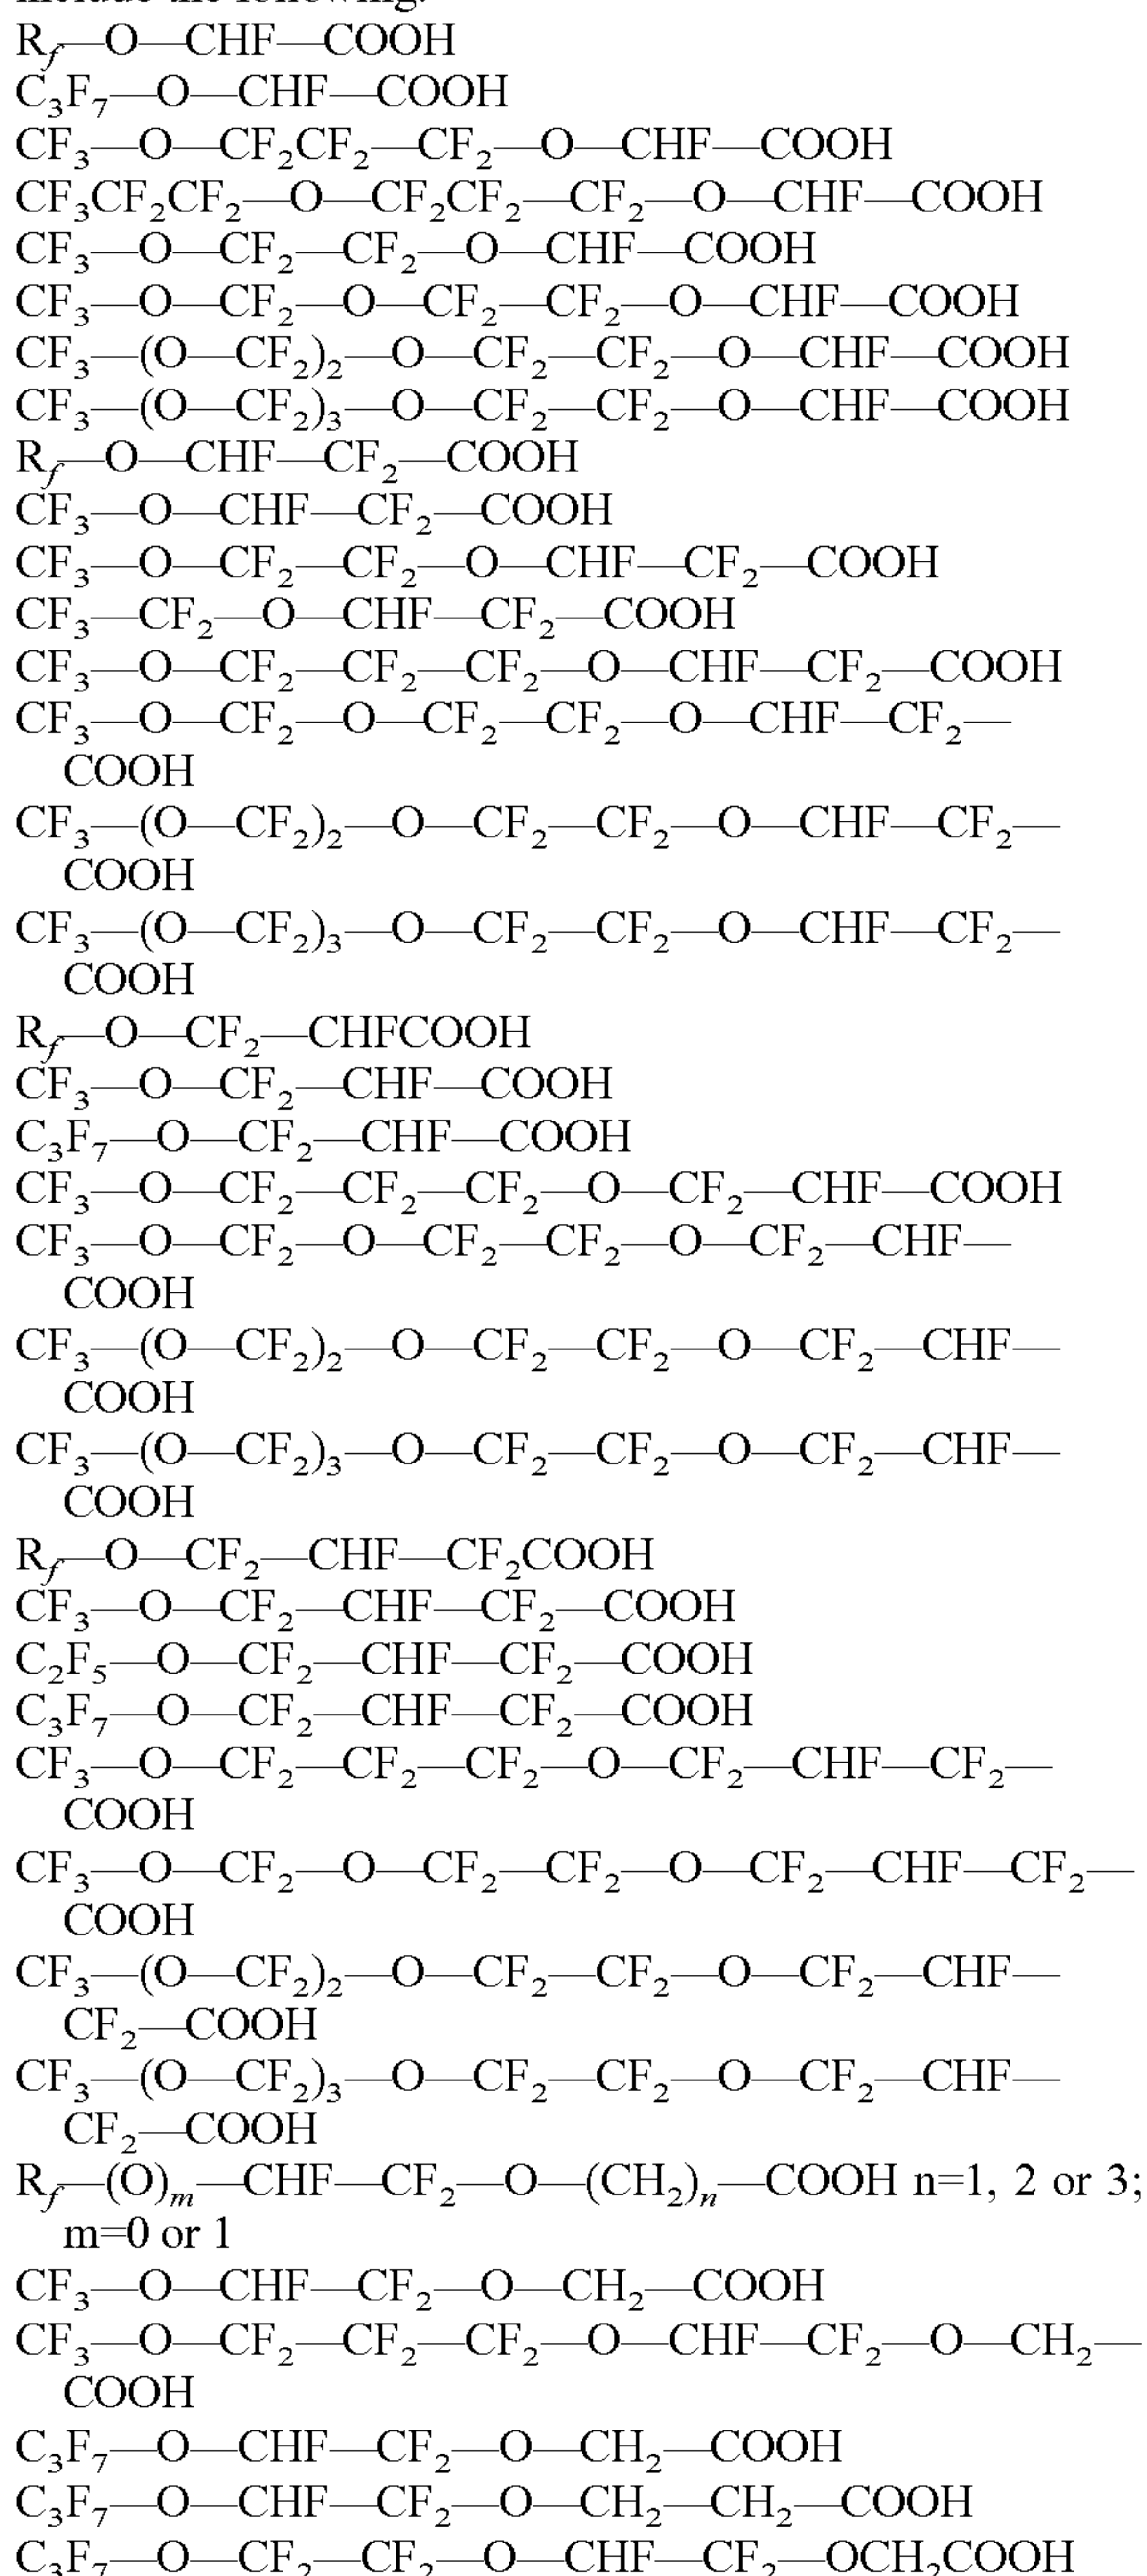 include the following:
R_f—O—CHF—COOH
C₃F₇—O—CHF—COOH
CF₃—O—CF₂CF₂—CF₂—O—CHF—COOH
CF₃CF₂CF₂—O—CF₂CF₂—CF₂—O—CHF—COOH
CF₃—O—CF₂—CF₂—O—CHF—COOH
CF₃—O—CF₂—O—CF₂—CF₂—O—CHF—COOH
CF₃—(O—CF₂)₂—O—CF₂—CF₂—O—CHF—COOH
CF₃—(O—CF₂)₃—O—CF₂—CF₂—O—CHF—COOH
R_f—O—CHF—CF₂—COOH
CF₃—O—CHF—CF₂—COOH
CF₃—O—CF₂—CF₂—O—CHF—CF₂—COOH
CF₃—CF₂—O—CHF—CF₂—COOH
CF₃—O—CF₂—CF₂—CF₂—O—CHF—CF₂—COOH
CF₃—O—CF₂—O—CF₂—CF₂—O—CHF—CF₂—
COOH
CF₃—(O—CF₂)₂—O—CF₂—CF₂—O—CHF—CF₂—
COOH
CF₃—(O—CF₂)₃—O—CF₂—CF₂—O—CHF—CF₂—
COOH
R_f—O—CF₂—CHFCOOH
CF₃—O—CF₂—CHF—COOH
C₃F₇—O—CF₂—CHF—COOH
CF₃—O—CF₂—CF₂—CF₂—O—CF₂—CHF—COOH
CF₃—O—CF₂—O—CF₂—CF₂—O—CF₂—CHF—
COOH
CF₃—(O—CF₂)₂—O—CF₂—CF₂—O—CF₂—CHF—
COOH
CF₃—(O—CF₂)₃—O—CF₂—CF₂—O—CF₂—CHF—
COOH
R_f—O—CF₂—CHF—CF₂COOH
CF₃—O—CF₂—CHF—CF₂—COOH
C₂F₅—O—CF₂—CHF—CF₂—COOH
C₃F₇—O—CF₂—CHF—CF₂—COOH
CF₃—O—CF₂—CF₂—CF₂—O—CF₂—CHF—CF₂—
COOH
CF₃—O—CF₂—O—CF₂—CF₂—O—CF₂—CHF—CF₂—
COOH
CF₃—(O—CF₂)₂—O—CF₂—CF₂—O—CF₂—CHF—
CF₂—COOH
CF₃—(O—CF₂)₃—O—CF₂—CF₂—O—CF₂—CHF—
CF₂—COOH
R_f—(O)ₘ—CHF—CF₂—O—(CH₂)ₙ—COOH n=1, 2 or 3;
m=0 or 1
CF₃—O—CHF—CF₂—O—CH₂—COOH
CF₃—O—CF₂—CF₂—CF₂—O—CHF—CF₂—O—CH₂—
COOH
C₃F₇—O—CHF—CF₂—O—CH₂—COOH
C₃F₇—O—CHF—CF₂—O—CH₂—CH₂—COOH
C₃F₇—O—CF₂—CF₂—O—CHF—CF₂—OCH₂COOH